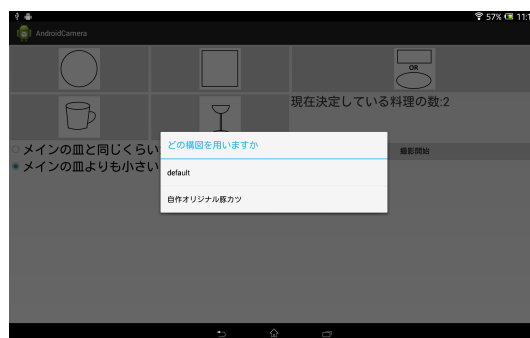 57% 11:1
AndroidCamera
OR
現在決定している料理の数:2
メインの皿と同じくらい
撮影開始
メインの皿よりも小さい
どの構図を用いますか
default
自作オリジナル豚カツ